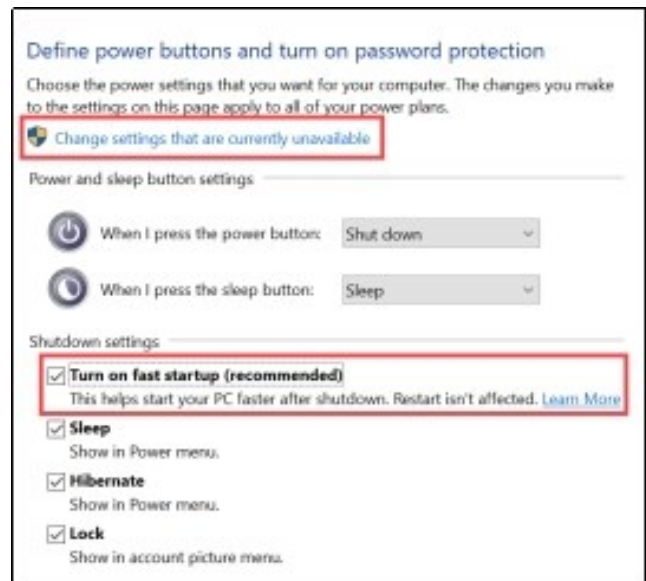 Define power buttons and turn on password protection
Choose the power settings that you want for your computer. The changes you make
to the settings on this page apply to all of your power plans.
Change settings that are currently unavailable
Power and sleep button settings
When I press the power button: Shut down
When I press the sleep button: Sleep
Shutdown settings
Turn on fast startup (recommended)
This helps start your PC faster after shutdown. Restart isn't affected. Learn More
Sleep
Show in Power menu.
Hibernate
Show in Power menu.
Lock
Show in account picture menu.